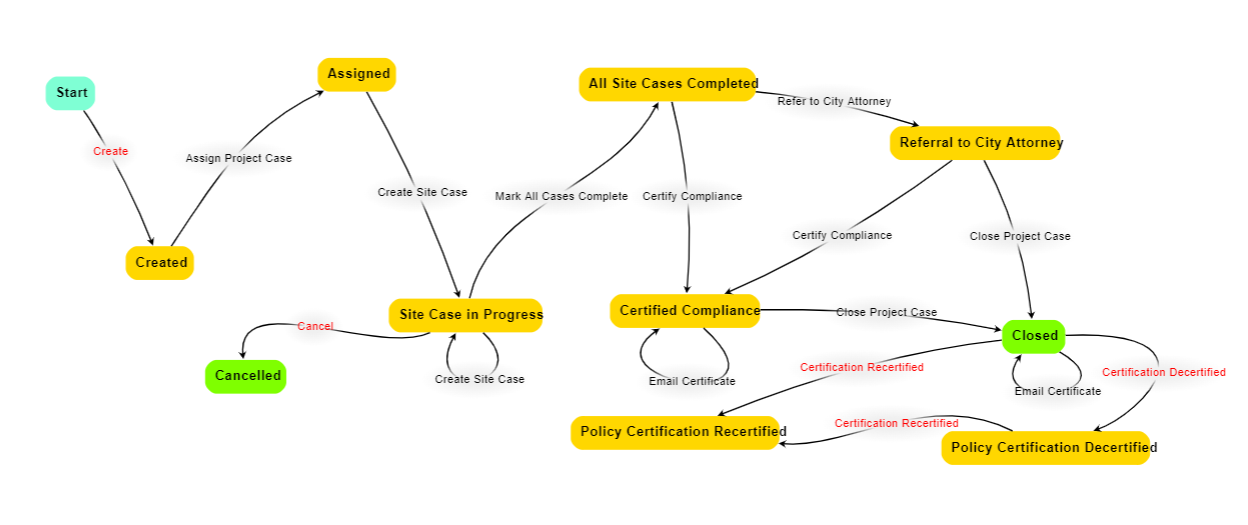 Start
Create
Created
Assign Project Case
Assigned
Create Site Case
Site Case in Progress
Create Site Case
Cancel
Cancelled
Mark All Cases Complete
All Site Cases Completed
Refer to City Attorney
Referral to City Attorney
Certify Compliance
Certify Compliance
Close Project Case
Certified Compliance
Close Project Case
Closed
Email Certificate
Email Certificate
Certification Recertified
Certification Decertified
Certification Recertified
Policy Certification Recertified
Policy Certification Decertified